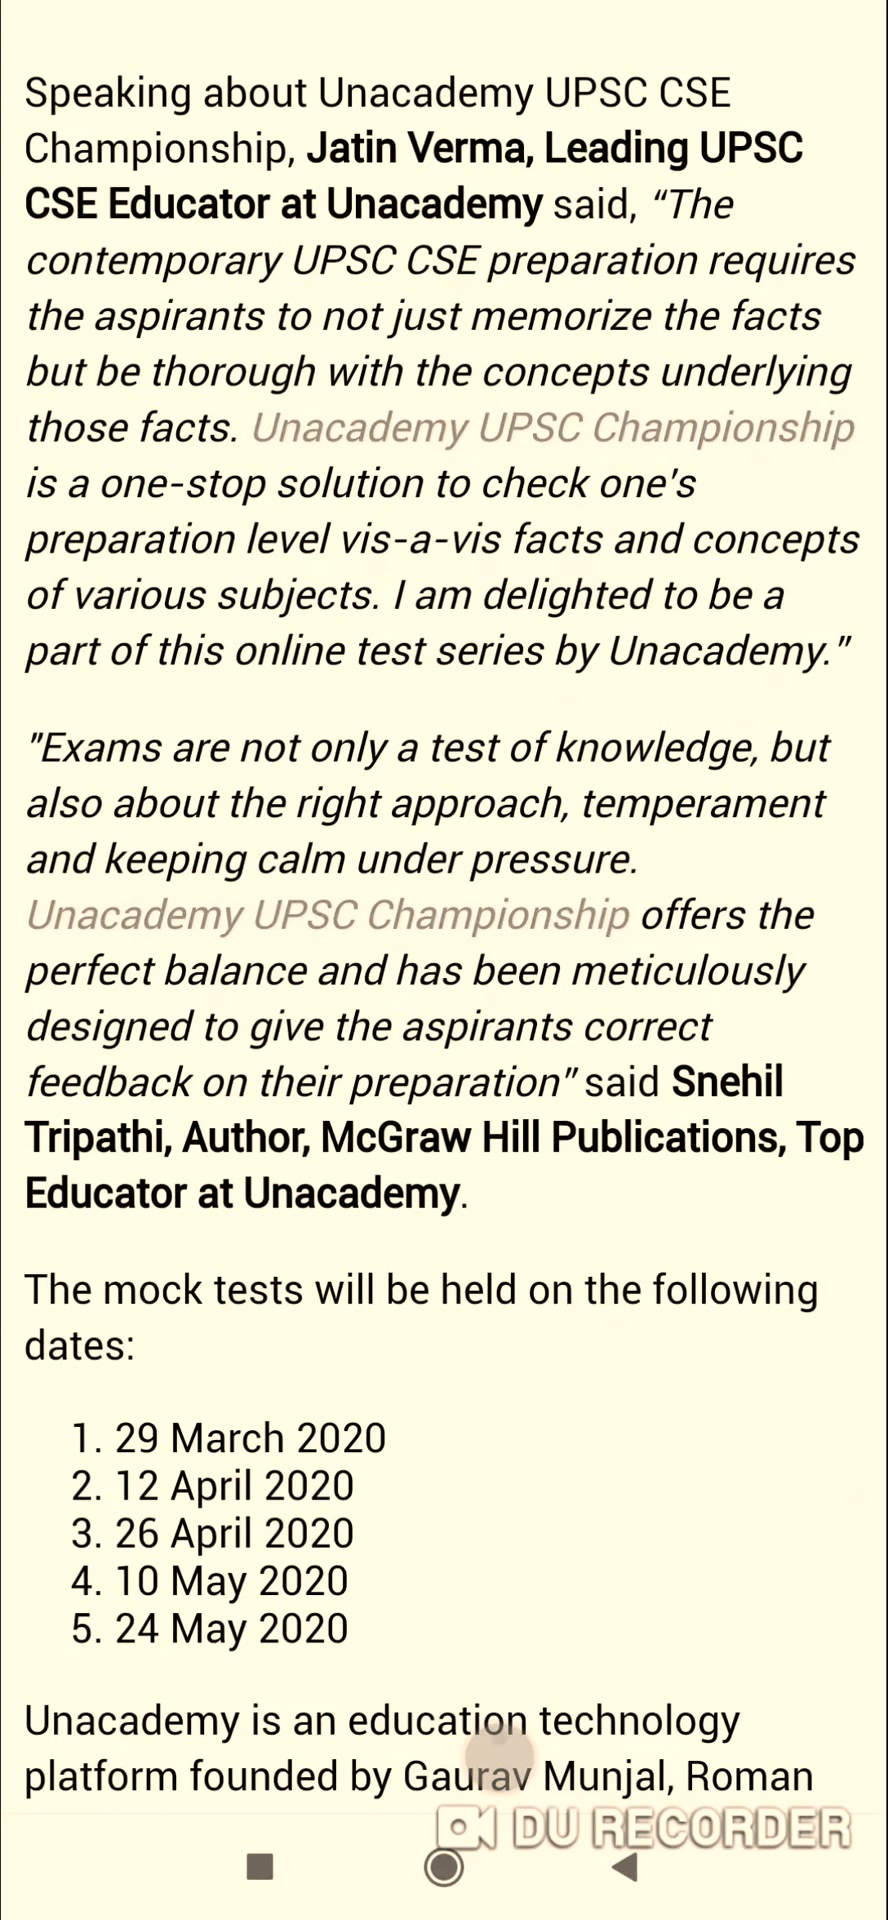 Speaking about Unacademy UPSC CSE
Championship, Jatin Verma, Leading UPSC
CSE Educator at Unacademy said, “The
contemporary UPSC CSE preparation requires
the aspirants to not just memorize the facts
but be thorough with the concepts underlying
those facts. Unacademy UPSC Championship
is a one-stop solution to check one's
preparation level vis-a-vis facts and concepts
of various subjects. I am delighted to be a
part of this online test series by Unacademy."
"Exams are not only a test of knowledge, but
also about the right approach, temperament
and keeping calm under pressure.
Unacademy UPSC Championship offers the
perfect balance and has been meticulously
designed to give the aspirants correct
feedback on their preparation" said Snehil
Tripathi, Author, McGraw Hill Publications, Top
Educator at Unacademy.
The mock tests will be held on the following
dates:
1. 29 March 2020
2. 12 April 2020
3. 26 April 2020
4. 10 May 2020
5. 24 May 2020
Unacademy is an education technology
platform founded by Gaurav Munjal, Roman
DU RECORDER